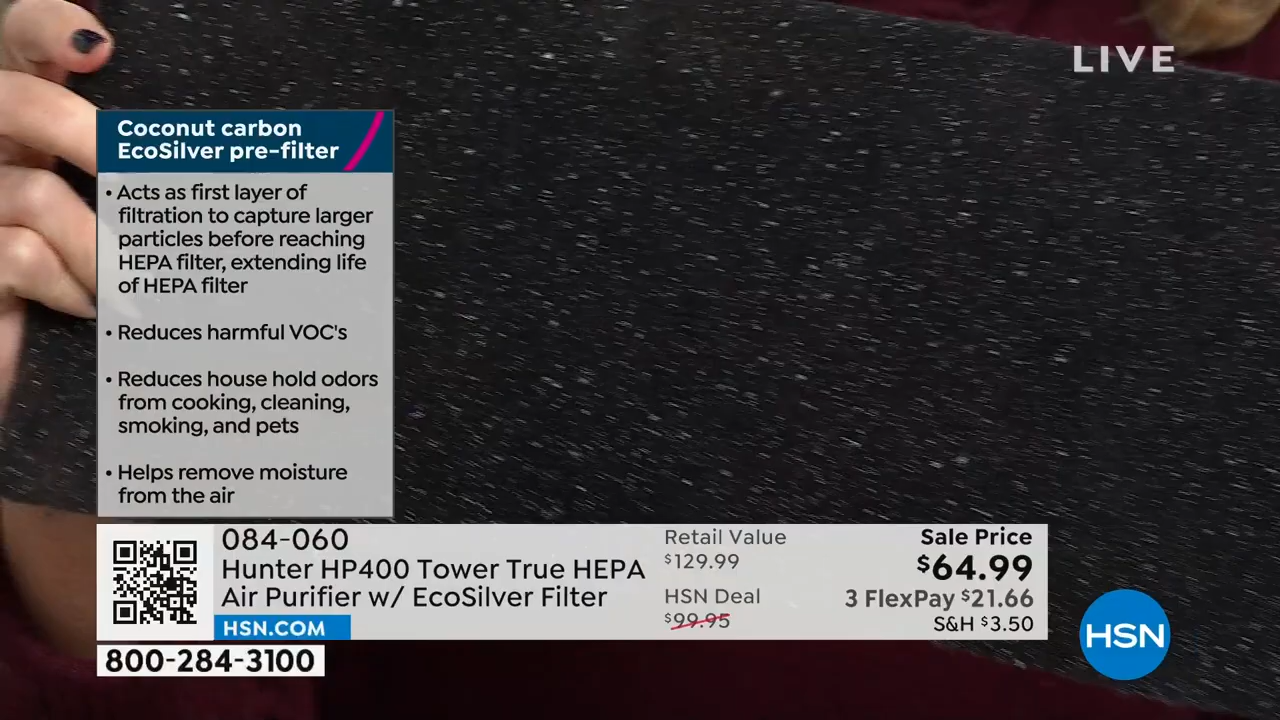 LIVE
Coconut carbon
EcoSilver pre-filter
• Acts as first layer of
filtration to capture larger
particles before reaching
HEPA filter, extending life
of HEPA filter
• Reduces harmful VOC's
• Reduces house hold odors
from cooking, cleaning,
smoking, and pets
• Helps remove moisture
from the air
084-060
Hunter HP400 Tower True HEPA
Air Purifier w/ EcoSilver Filter
HSN.COM
Retail Value
$129.99
HSN Deal
$99.95
Sale Price
$64.99
3 FlexPay $21.66
S&H $3.50
HSN
800-284-3100